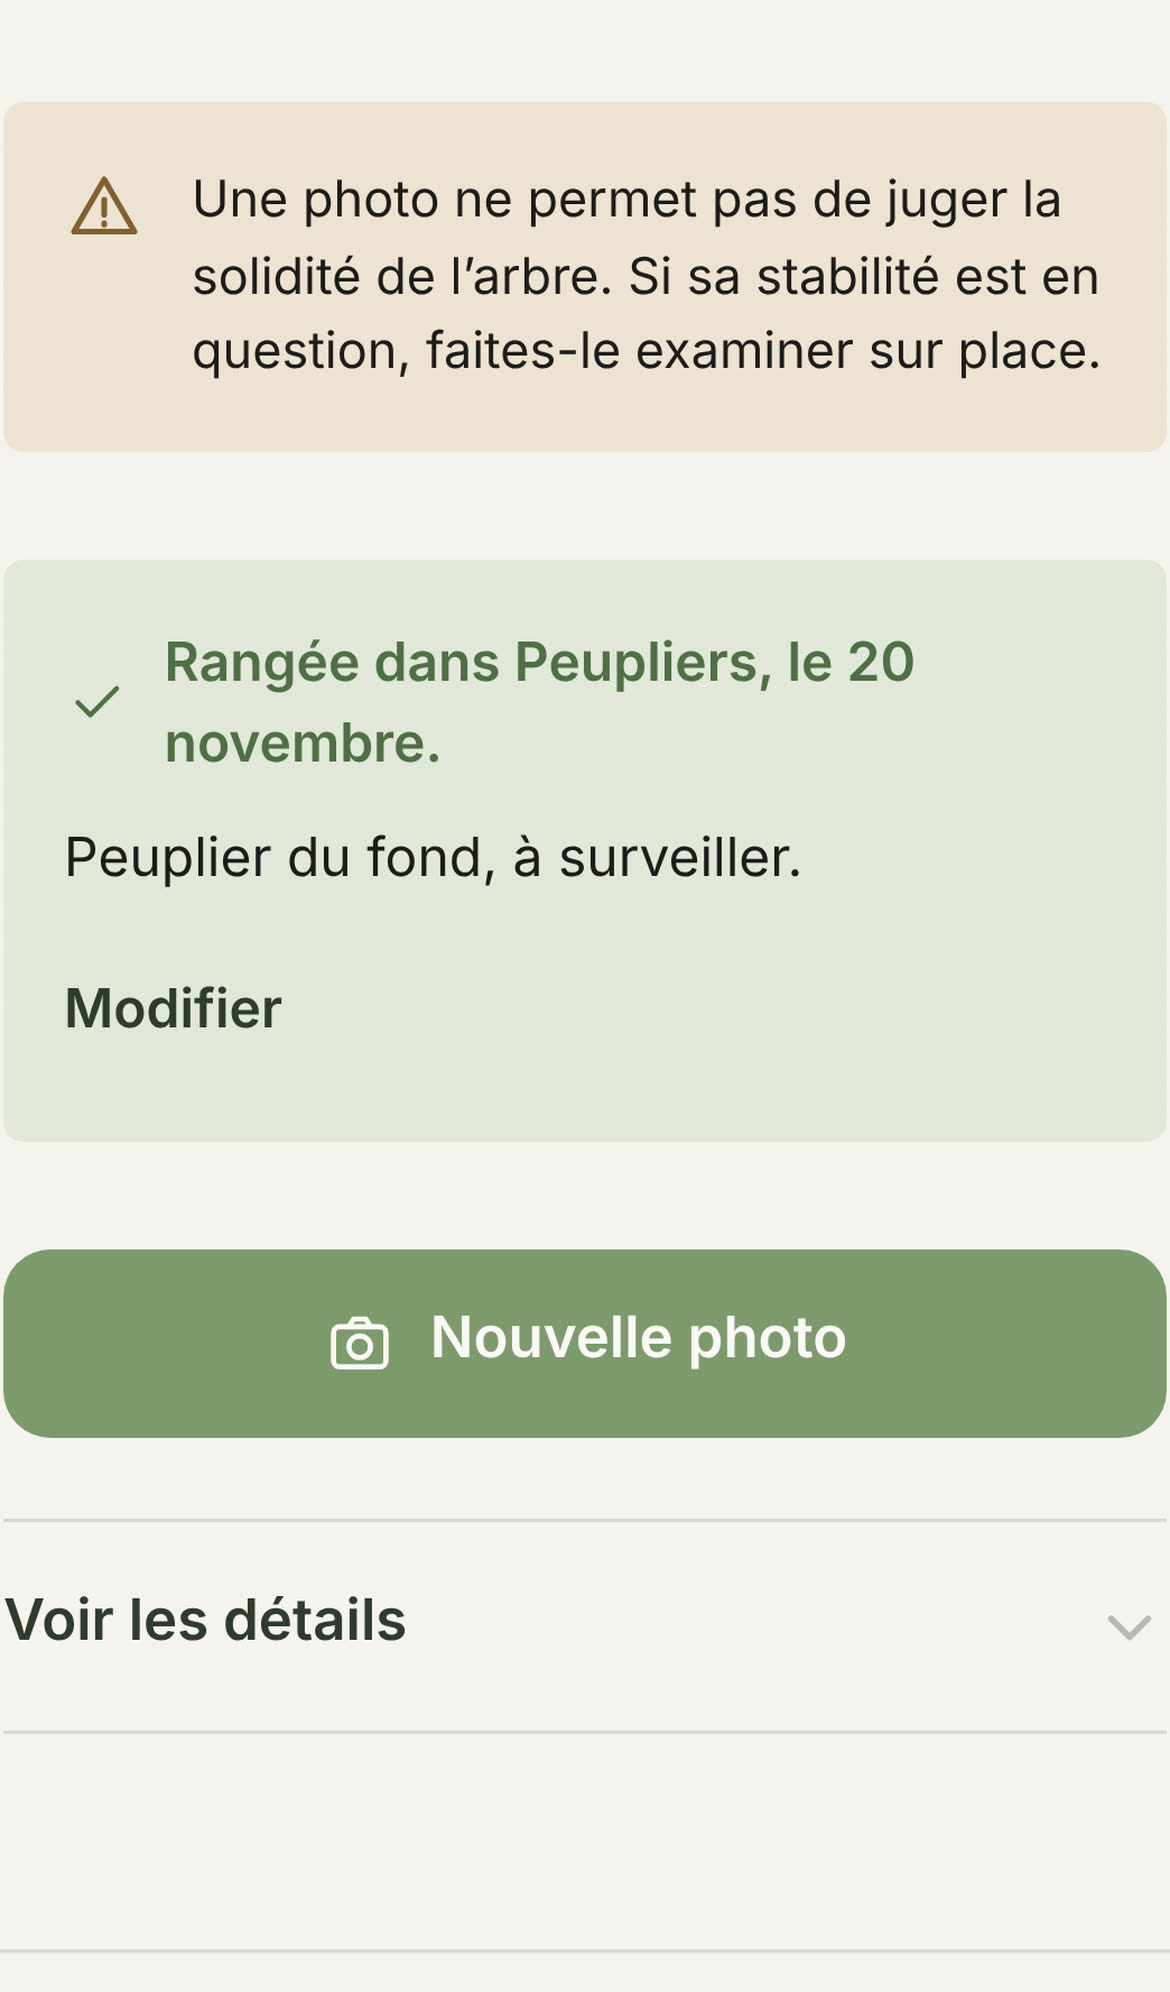 Une photo ne permet pas de juger la
solidité de l’arbre. Si sa stabilité est en
question, faites-le examiner sur place.
Rangée dans Peupliers, le 20
novembre.
Peuplier du fond, à surveiller.
Modifier
Nouvelle photo
Voir les détails